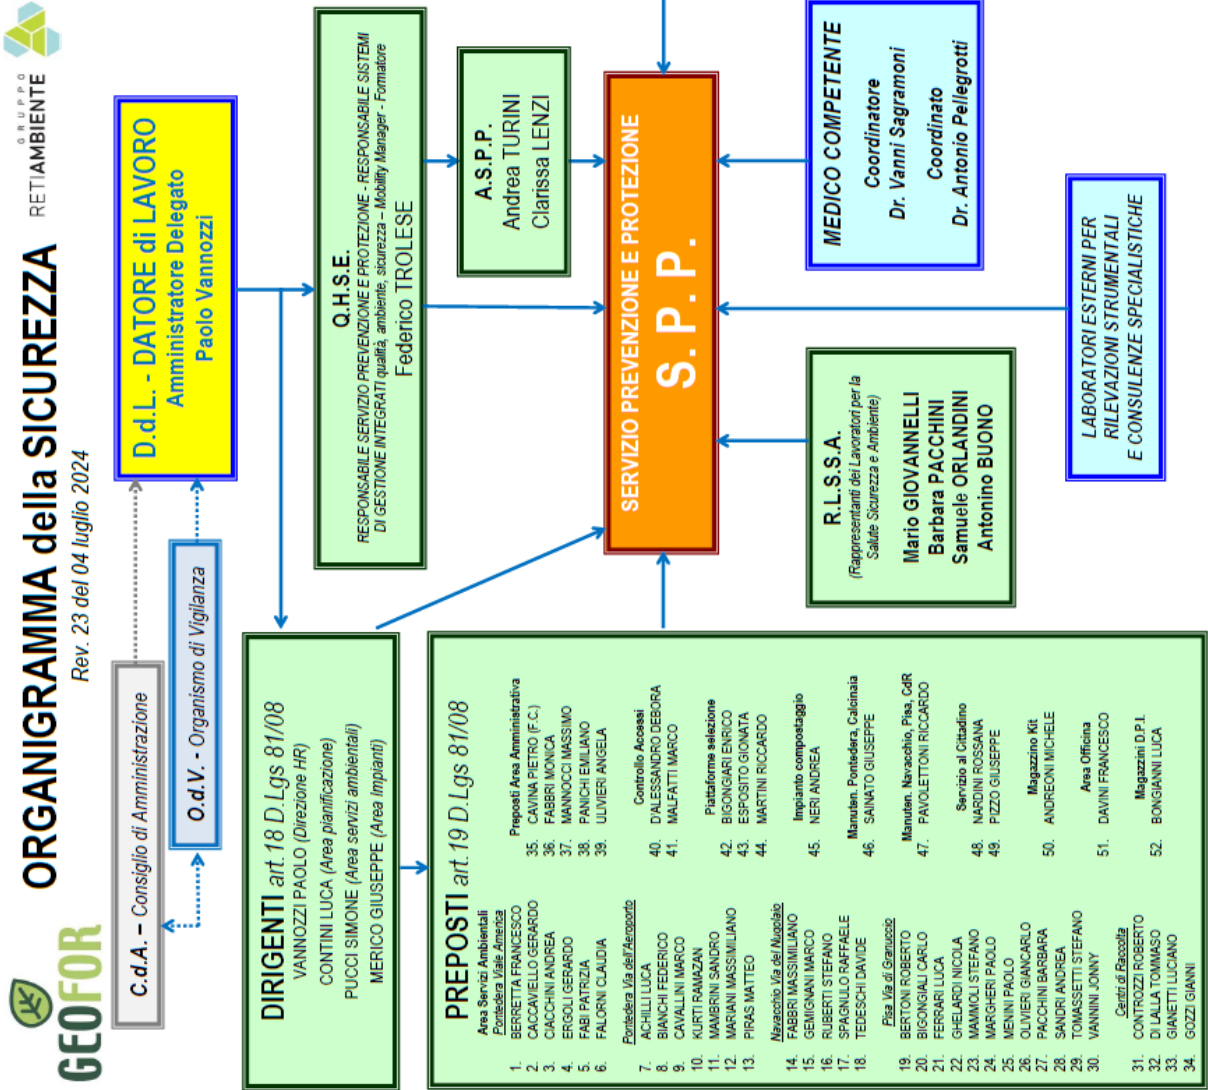 GEOFOR
ORGANIGRAMMA della SICUREZZA
Rev. 23 del 04 luglio 2024
GRUPPO
RETIAMBIENTE
C.d.A. – Consiglio di Amministrazione
O.d.V. - Organismo di Vigilanza
D.d.L. - DATORE di LAVORO
Amministratore Delegato
Paolo Vannozzi
DIRIGENTI art.18 D.Lgs 81/08
VANNOZZI PAOLO (Direzione HR)
CONTINI LUCA (Area pianificazione)
PUCCI SIMONE (Area servizi ambientali)
MERICO GIUSEPPE (Area Impianti)
Q.H.S.E.
RESPONSABILE SERVIZIO PREVENZIONE E PROTEZIONE - RESPONSABILE SISTEMI
DI GESTIONE INTEGRATI qualità, ambiente, sicurezza – Mobility Manager - Formatore
Federico TROLESE
A.S.P.P.
Andrea TURINI
Clarissa LENZI
PREPOSTI art.19 D.Lgs 81/08
Area Servizi Ambientali
Pontedera Viale America
1. BERRETTA FRANCESCO
2. CACCAVIELLO GERARDO
3. CIACCHINI ANDREA
4. ERGOLI GERARDO
5. FABI PATRIZIA
6. FALORNI CLAUDIA
Pontedera Via dell'Aeroporto
7. ACHILLI LUCA
8. BIANCHI FEDERICO
9. CAVALLINI MARCO
10. KURTI RAMAZAN
11. MAMBRINI SANDRO
12. MARIANI MASSIMILIANO
13. PIRAS MATTEO
Navacchio Via del Nugolaio
14. FABBRI MASSIMILIANO
15. GEMIGNANI MARCO
16. RUBERTI STEFANO
17. SPAGNULO RAFFAELE
18. TEDESCHI DAVIDE
Pisa Via di Granuccio
19. BERTONI ROBERTO
20. BIGONGIALI CARLO
21. FERRARI LUCA
22. GHELARDI NICOLA
23. MAMMOLI STEFANO
24. MARGHERI PAOLO
25. MENINI PAOLO
26. OLIVIERI GIANCARLO
27. PACCHINI BARBARA
28. SANDRI ANDREA
29. TOMASSETTI STEFANO
30. VANNINI JONNY
Centri di Raccolta
31. CONTROZZI ROBERTO
32. DI LALLA TOMMASO
33. GIANETTI LUCIANO
34. GOZZI GIANNI
Preposti Area Amministrativa
35. CAVINA PIETRO (F.C.)
36. FABBRI MONICA
37. MANNOCCI MASSIMO
38. PANICHI EMILIANO
39. ULIVIERI ANGELA
Controllo Accessi
40. D'ALESSANDRO DEBORA
41. MALFATTI MARCO
Piattaforme selezione
42. BIGONGIARI ENRICO
43. ESPOSITO GIONATA
44. MARTINI RICCARDO
Impianto compostaggio
45. NERI ANDREA
Manuten. Pontedera, Calcinaia
46. SAINATO GIUSEPPE
Manuten. Navacchio, Pisa, CdR
47. PAVOLETTONI RICCARDO
Servizio al Cittadino
48. NARDINI ROSSANA
49. PIZZO GIUSEPPE
Magazzino Kit
50. ANDREONI MICHELE
Area Officina
51. DAVINI FRANCESCO
Magazzini D.P.I.
52. BONGIANNI LUCA
SERVIZIO PREVENZIONE E PROTEZIONE
S. P. P.
R.L.S.S.A.
(Rappresentanti dei Lavoratori per la
Salute Sicurezza e Ambiente)
Mario GIOVANNELLI
Barbara PACCHINI
Samuele ORLANDINI
Antonino BUONO
MEDICO COMPETENTE
Coordinatore
Dr. Vanni Sagramoni
Coordinato
Dr. Antonio Pellegrotti
LABORATORI ESTERNI PER
RILEVAZIONI STRUMENTALI
E CONSULENZE SPECIALISTICHE